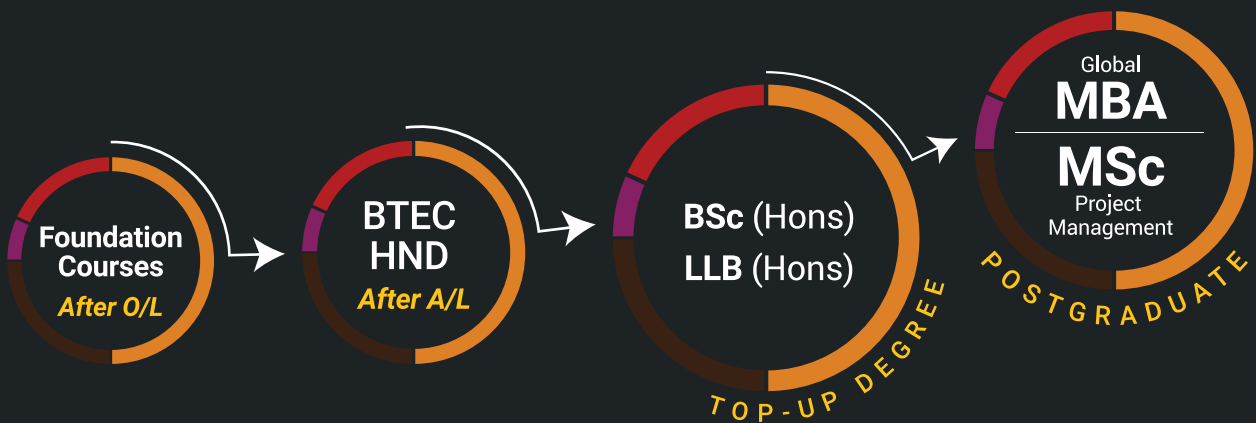 Foundation
Courses
After O/L
BTEC
HND
After A/L
BSc (Hons)
LLB (Hons)
TOP-UP DEGREE
Global
MBA
MSc
Project
Management
POSTGRADUATE